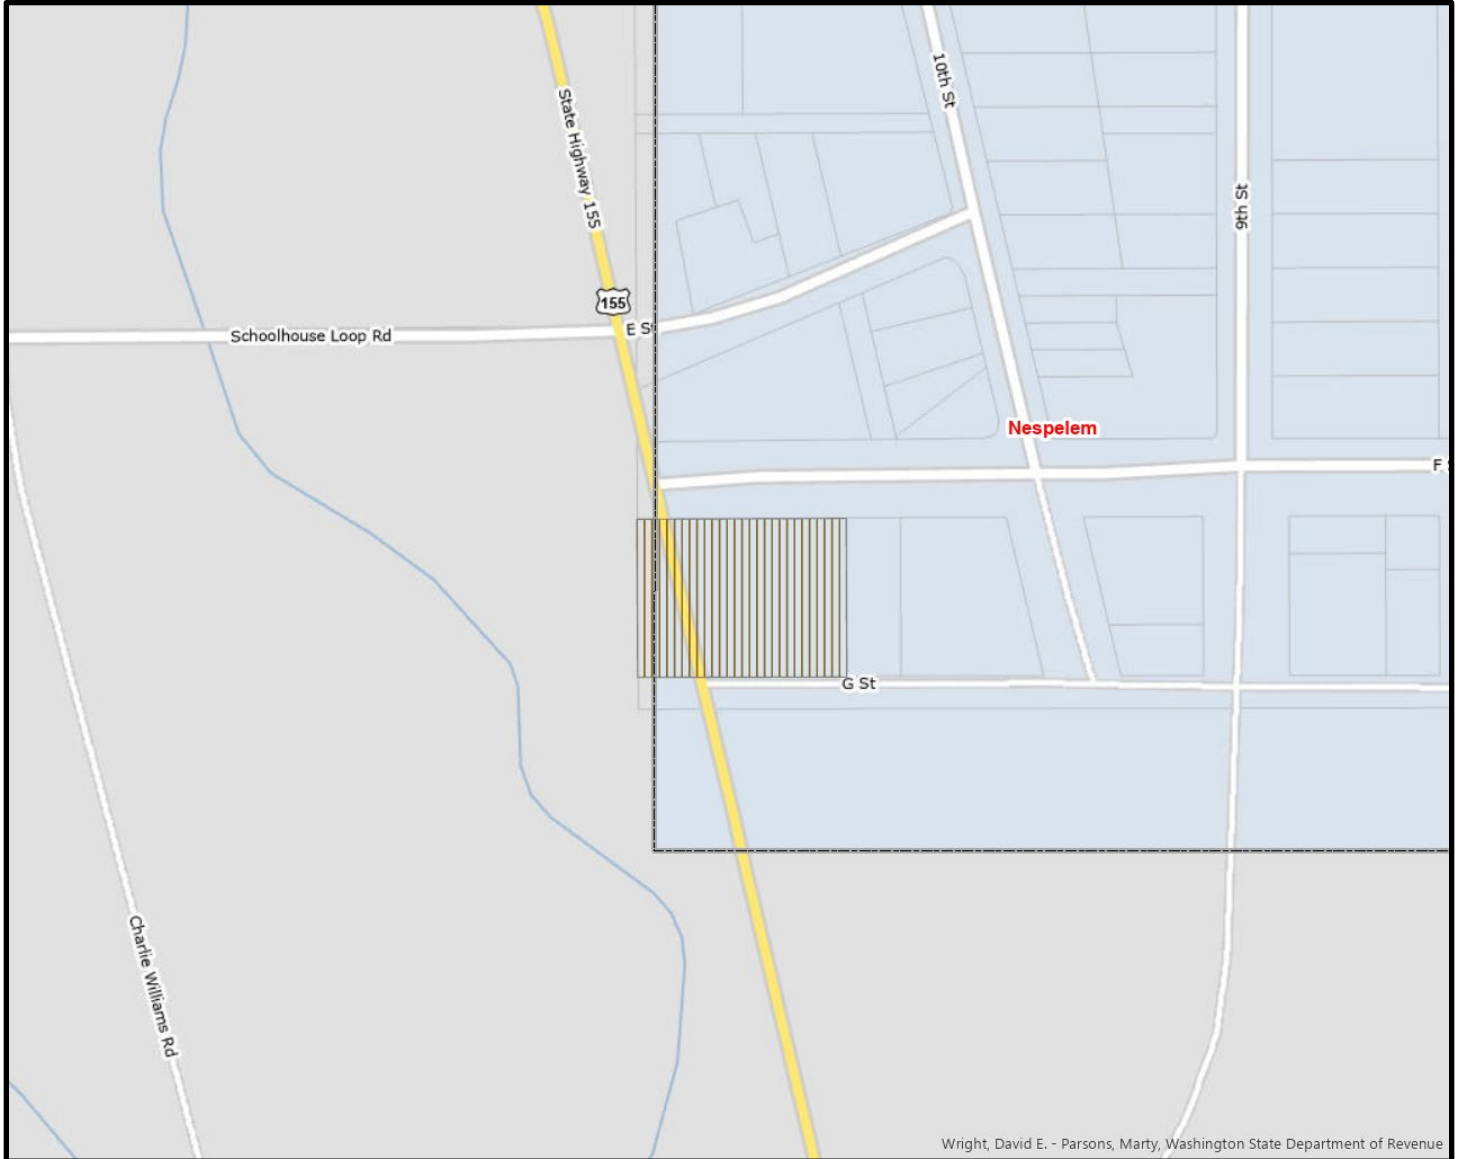 10th St
State Highway 155
9th St
155
E St
Schoolhouse Loop Rd
Nespelem
F
G St
Charlie Williams Rd
Wright, David E. - Parsons, Marty, Washington State Department of Revenue